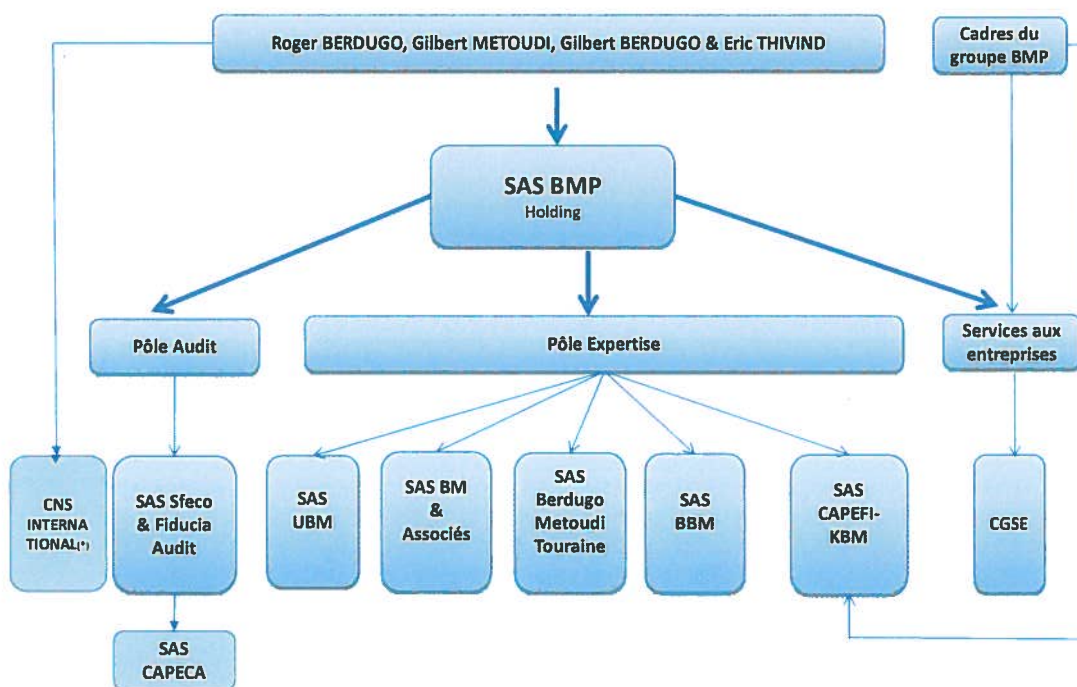 Roger BERDUGO, Gilbert METOUDI, Gilbert BERDUGO & Eric THIVIND
Cadres du
groupe BMP
SAS BMP
Holding
Pôle Audit
Pôle Expertise
Services aux
entreprises
CNS
INTERNA
TIONAL(*)
SAS Sfeco
& Fiducia
Audit
SAS
UBM
SAS BM
&
Associés
SAS
Berdugo
Metoudi
Touraine
SAS
BBM
SAS
CAPEFI-
KBM
CGSE
SAS
CAPECA